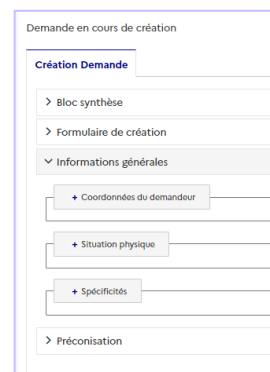 Demande en cours de création
Création Demande
Bloc synthèse
Formulaire de création
Informations générales
+ Coordonnées du demandeur
+ Situation physique
+ Spécificités
Préconisation